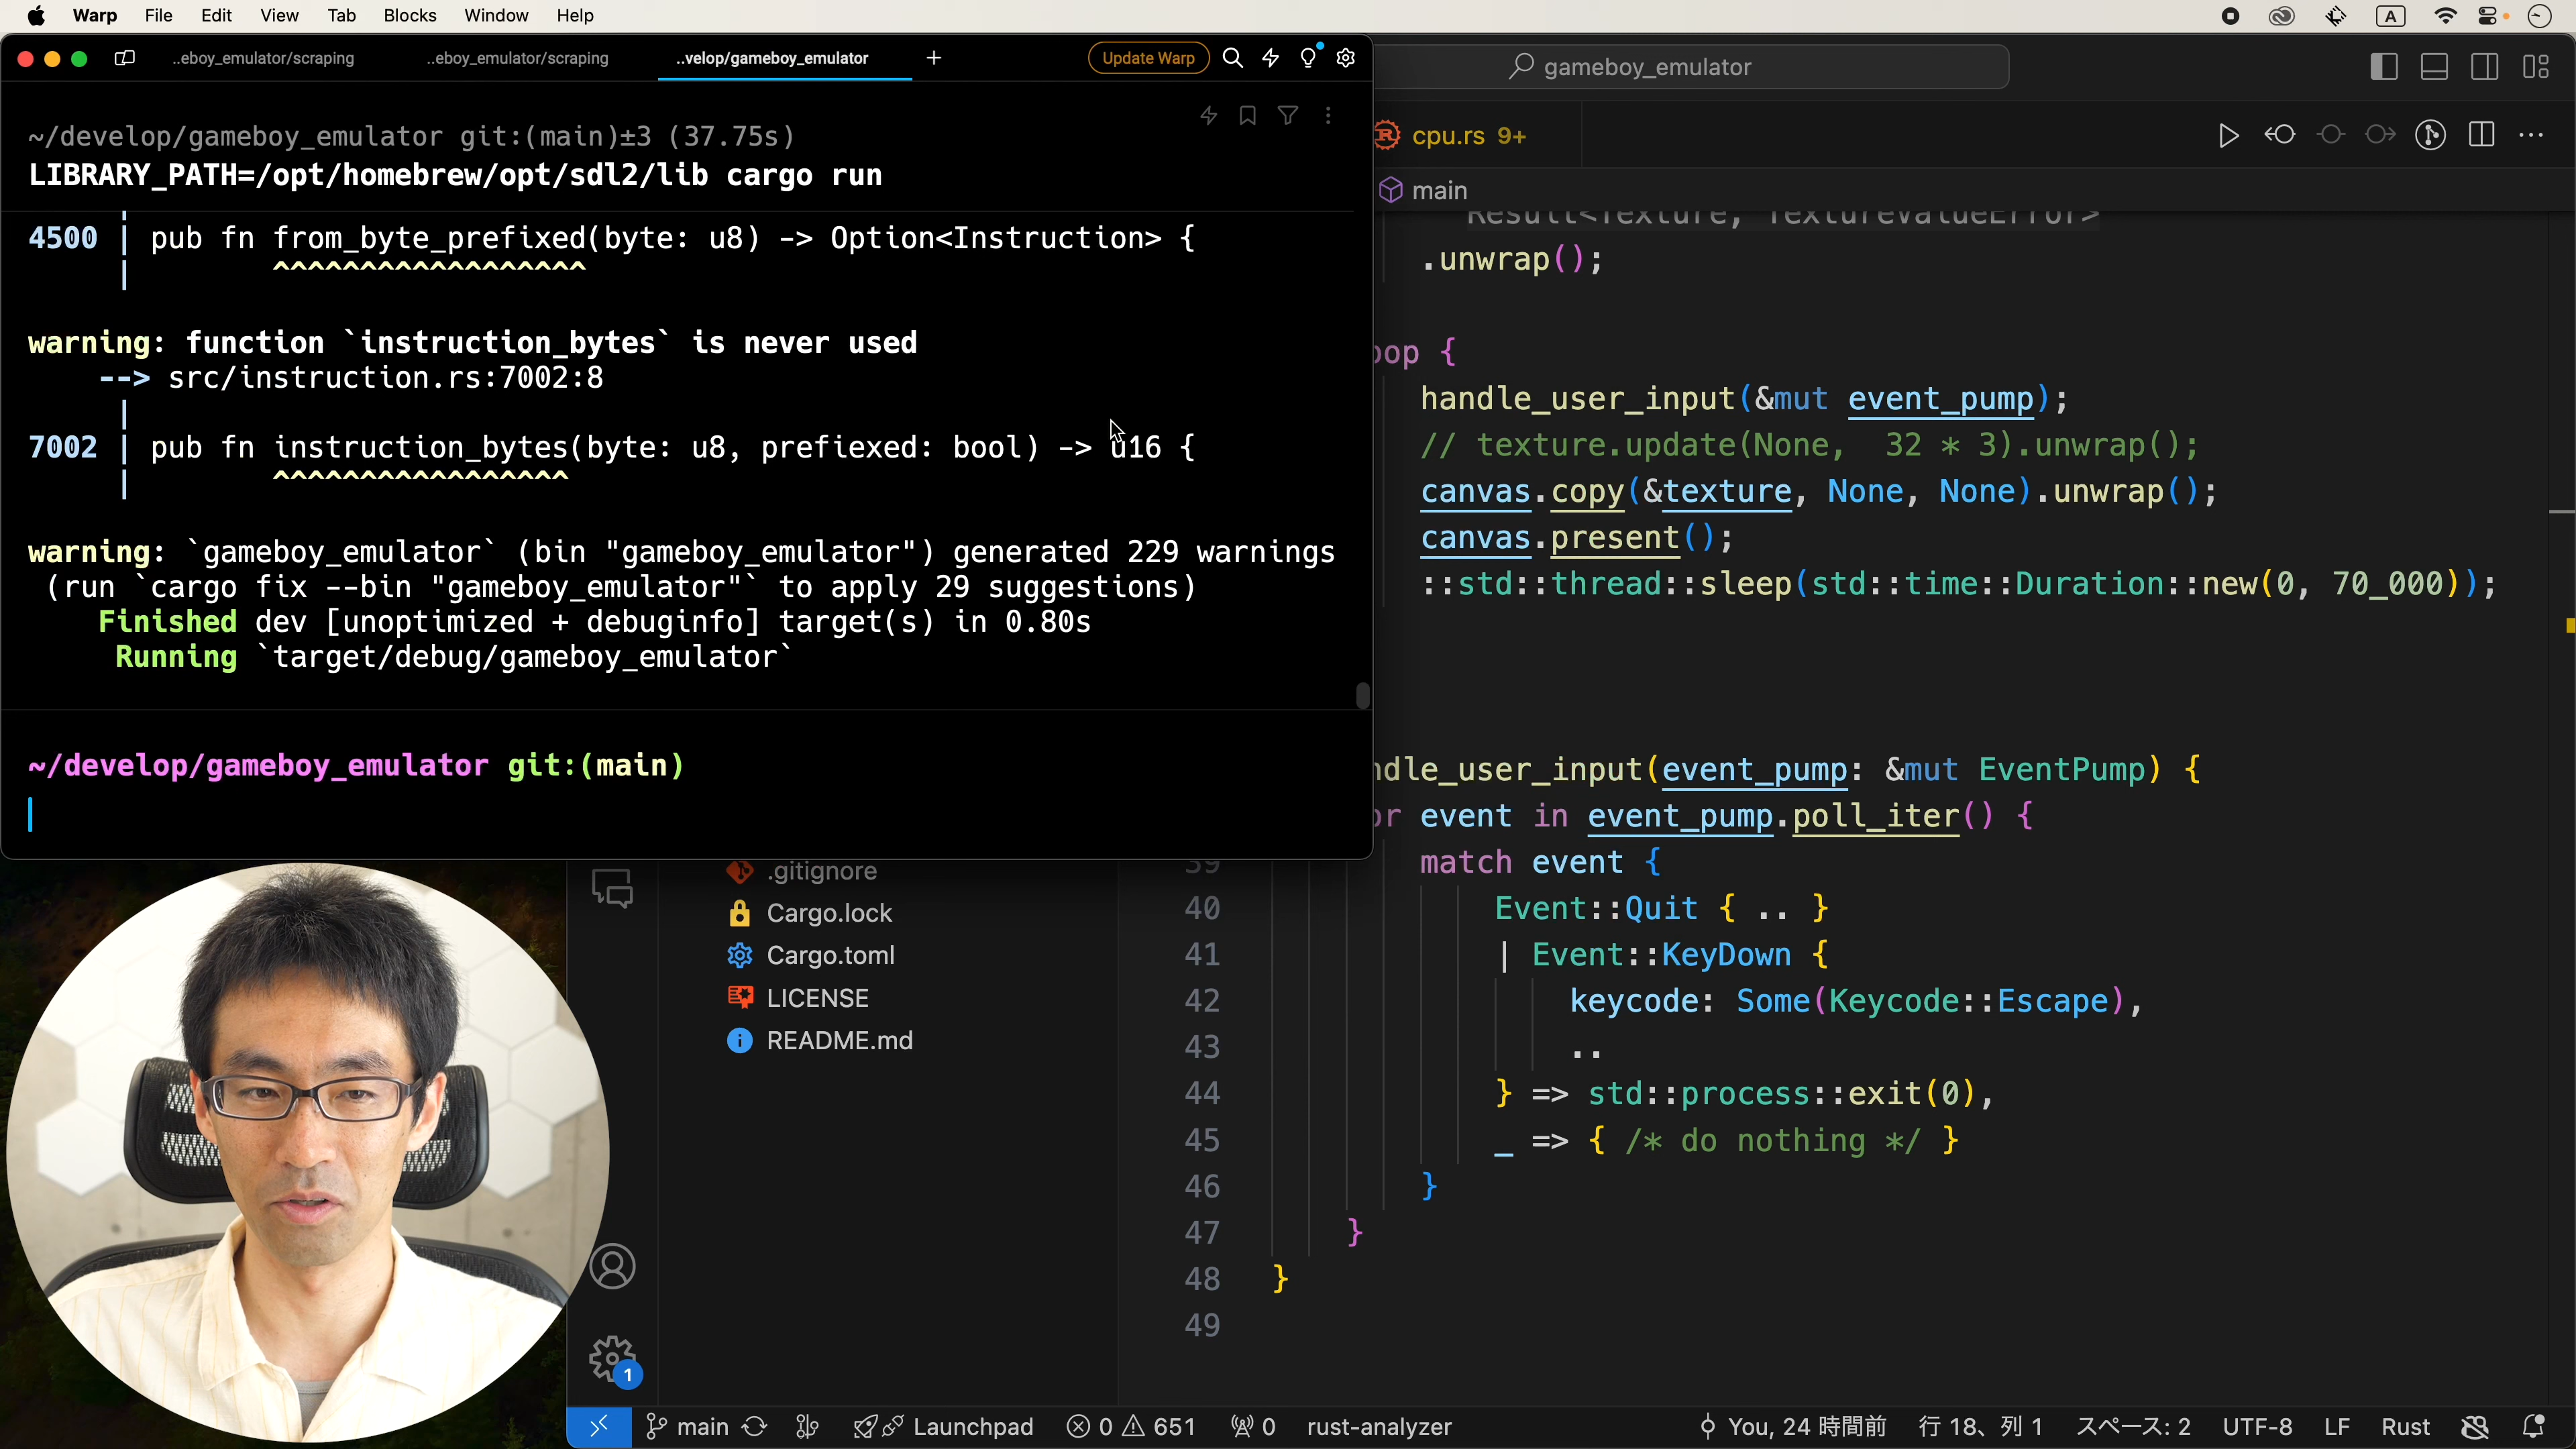 Warp File Edit View Tab Blocks Window Help
A
..eboy_emulator/scraping
..eboy_emulator/scraping
..velop/gameboy_emulator
Update Warp
~/develop/gameboy_emulator git:(main)±3 (37.75s)
LIBRARY_PATH=/opt/homebrew/opt/sdl2/lib cargo run
4500 | pub fn from_byte_prefixed(byte: u8) -> Option<Instruction> {
| ^^^^^^^^^^^^^^^^^^
warning: function `instruction_bytes` is never used
--> src/instruction.rs:7002:8
|
7002 | pub fn instruction_bytes(byte: u8, prefiexed: bool) -> u16 {
| ^^^^^^^^^^^^^^^^^
warning: `gameboy_emulator` (bin "gameboy_emulator") generated 229 warnings
(run `cargo fix --bin "gameboy_emulator"` to apply 29 suggestions)
Finished dev [unoptimized + debuginfo] target(s) in 0.80s
Running `target/debug/gameboy_emulator`
~/develop/gameboy_emulator git:(main)
gameboy_emulator
cpu.rs 9+
main
Result<Texture, TextureValueError>
.unwrap();
oop {
handle_user_input(&mut event_pump);
// texture.update(None, 32 * 3).unwrap();
canvas.copy(&texture, None, None).unwrap();
canvas.present();
::std::thread::sleep(std::time::Duration::new(0, 70_000));
ndle_user_input(event_pump: &mut EventPump) {
or event in event_pump.poll_iter() {
39 match event {
40 Event::Quit { .. }
41 | Event::KeyDown {
42 keycode: Some(Keycode::Escape),
43 ..
44 } => std::process::exit(0),
45 _ => { /* do nothing */ }
46 }
47 }
48 }
49
.gitignore
Cargo.lock
Cargo.toml
LICENSE
README.md
1
main Launchpad 0 651 0 rust-analyzer You, 24 時間前 行 18、列 1 スペース: 2 UTF-8 LF Rust